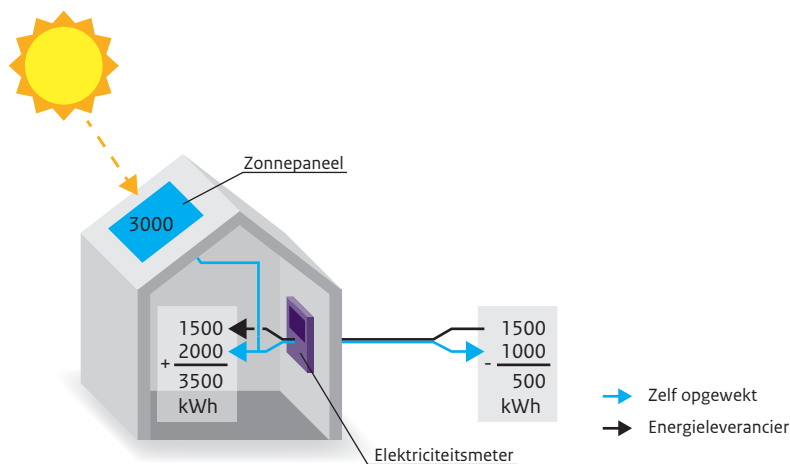 Zonnepaneel
3000
1500
+ 2000
3500
kWh
1500
- 1000
500
kWh
Zelf opgewekt
Energieleverancier
Elektriciteitsmeter